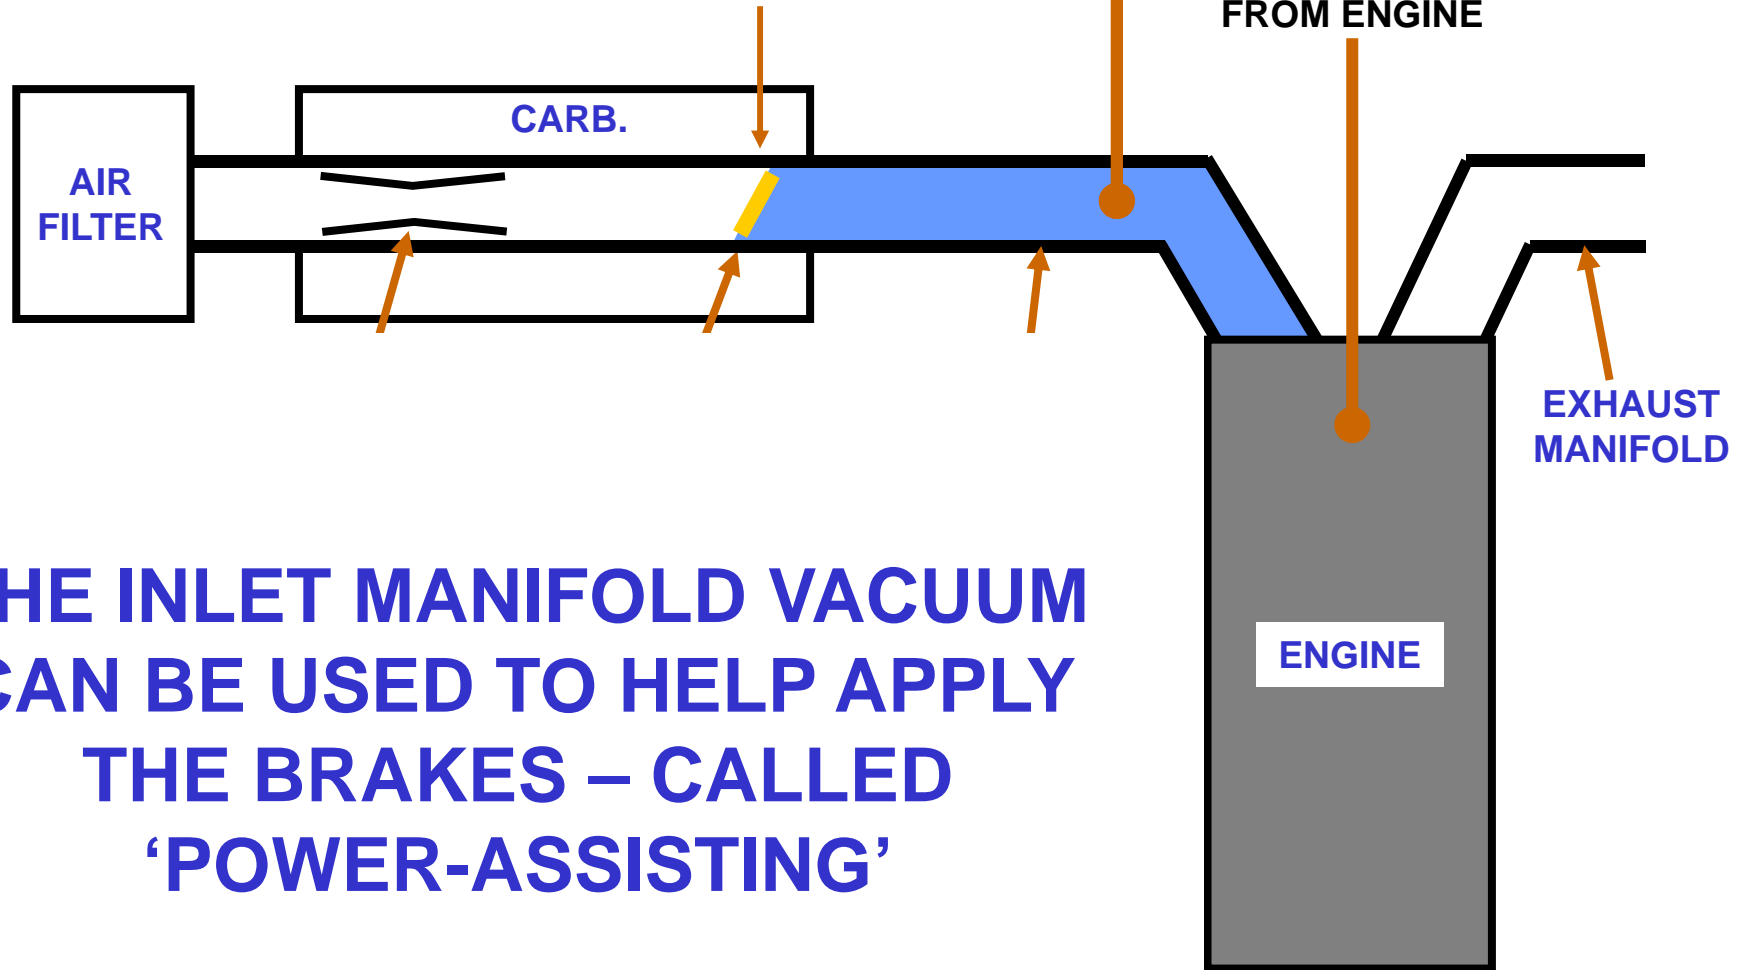 FROM ENGINE
CARB.
AIR
FILTER
EXHAUST
MANIFOLD
HE INLET MANIFOLD VACUUM
CAN BE USED TO HELP APPLY
THE BRAKES – CALLED
‘POWER-ASSISTING’
ENGINE